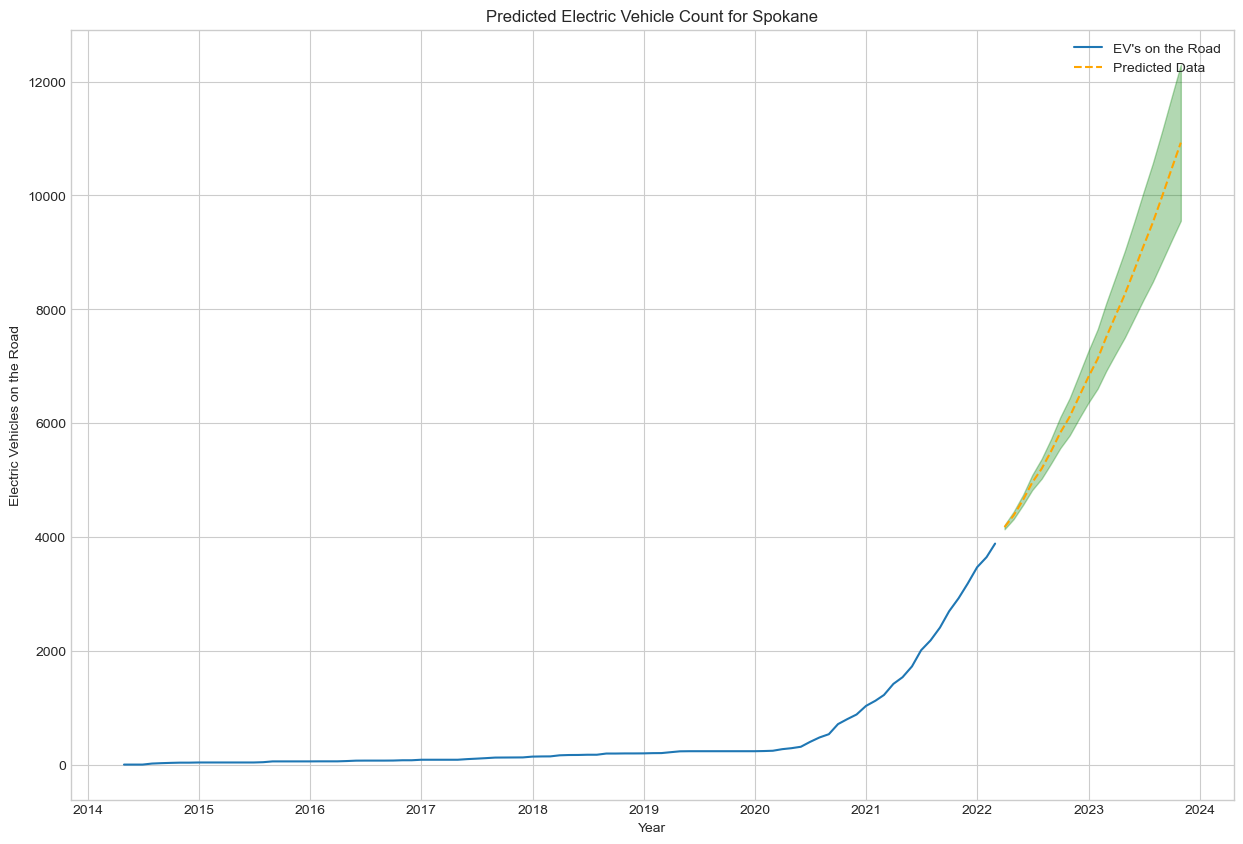 Predicted Electric Vehicle Count for Spokane
EV's on the Road
Predicted Data
12000
10000
8000
6000
4000
2000
0
Electric Vehicles on the Road
2014 2015 2016 2017 2018 2019 2020 2021 2022 2023 2024
Year